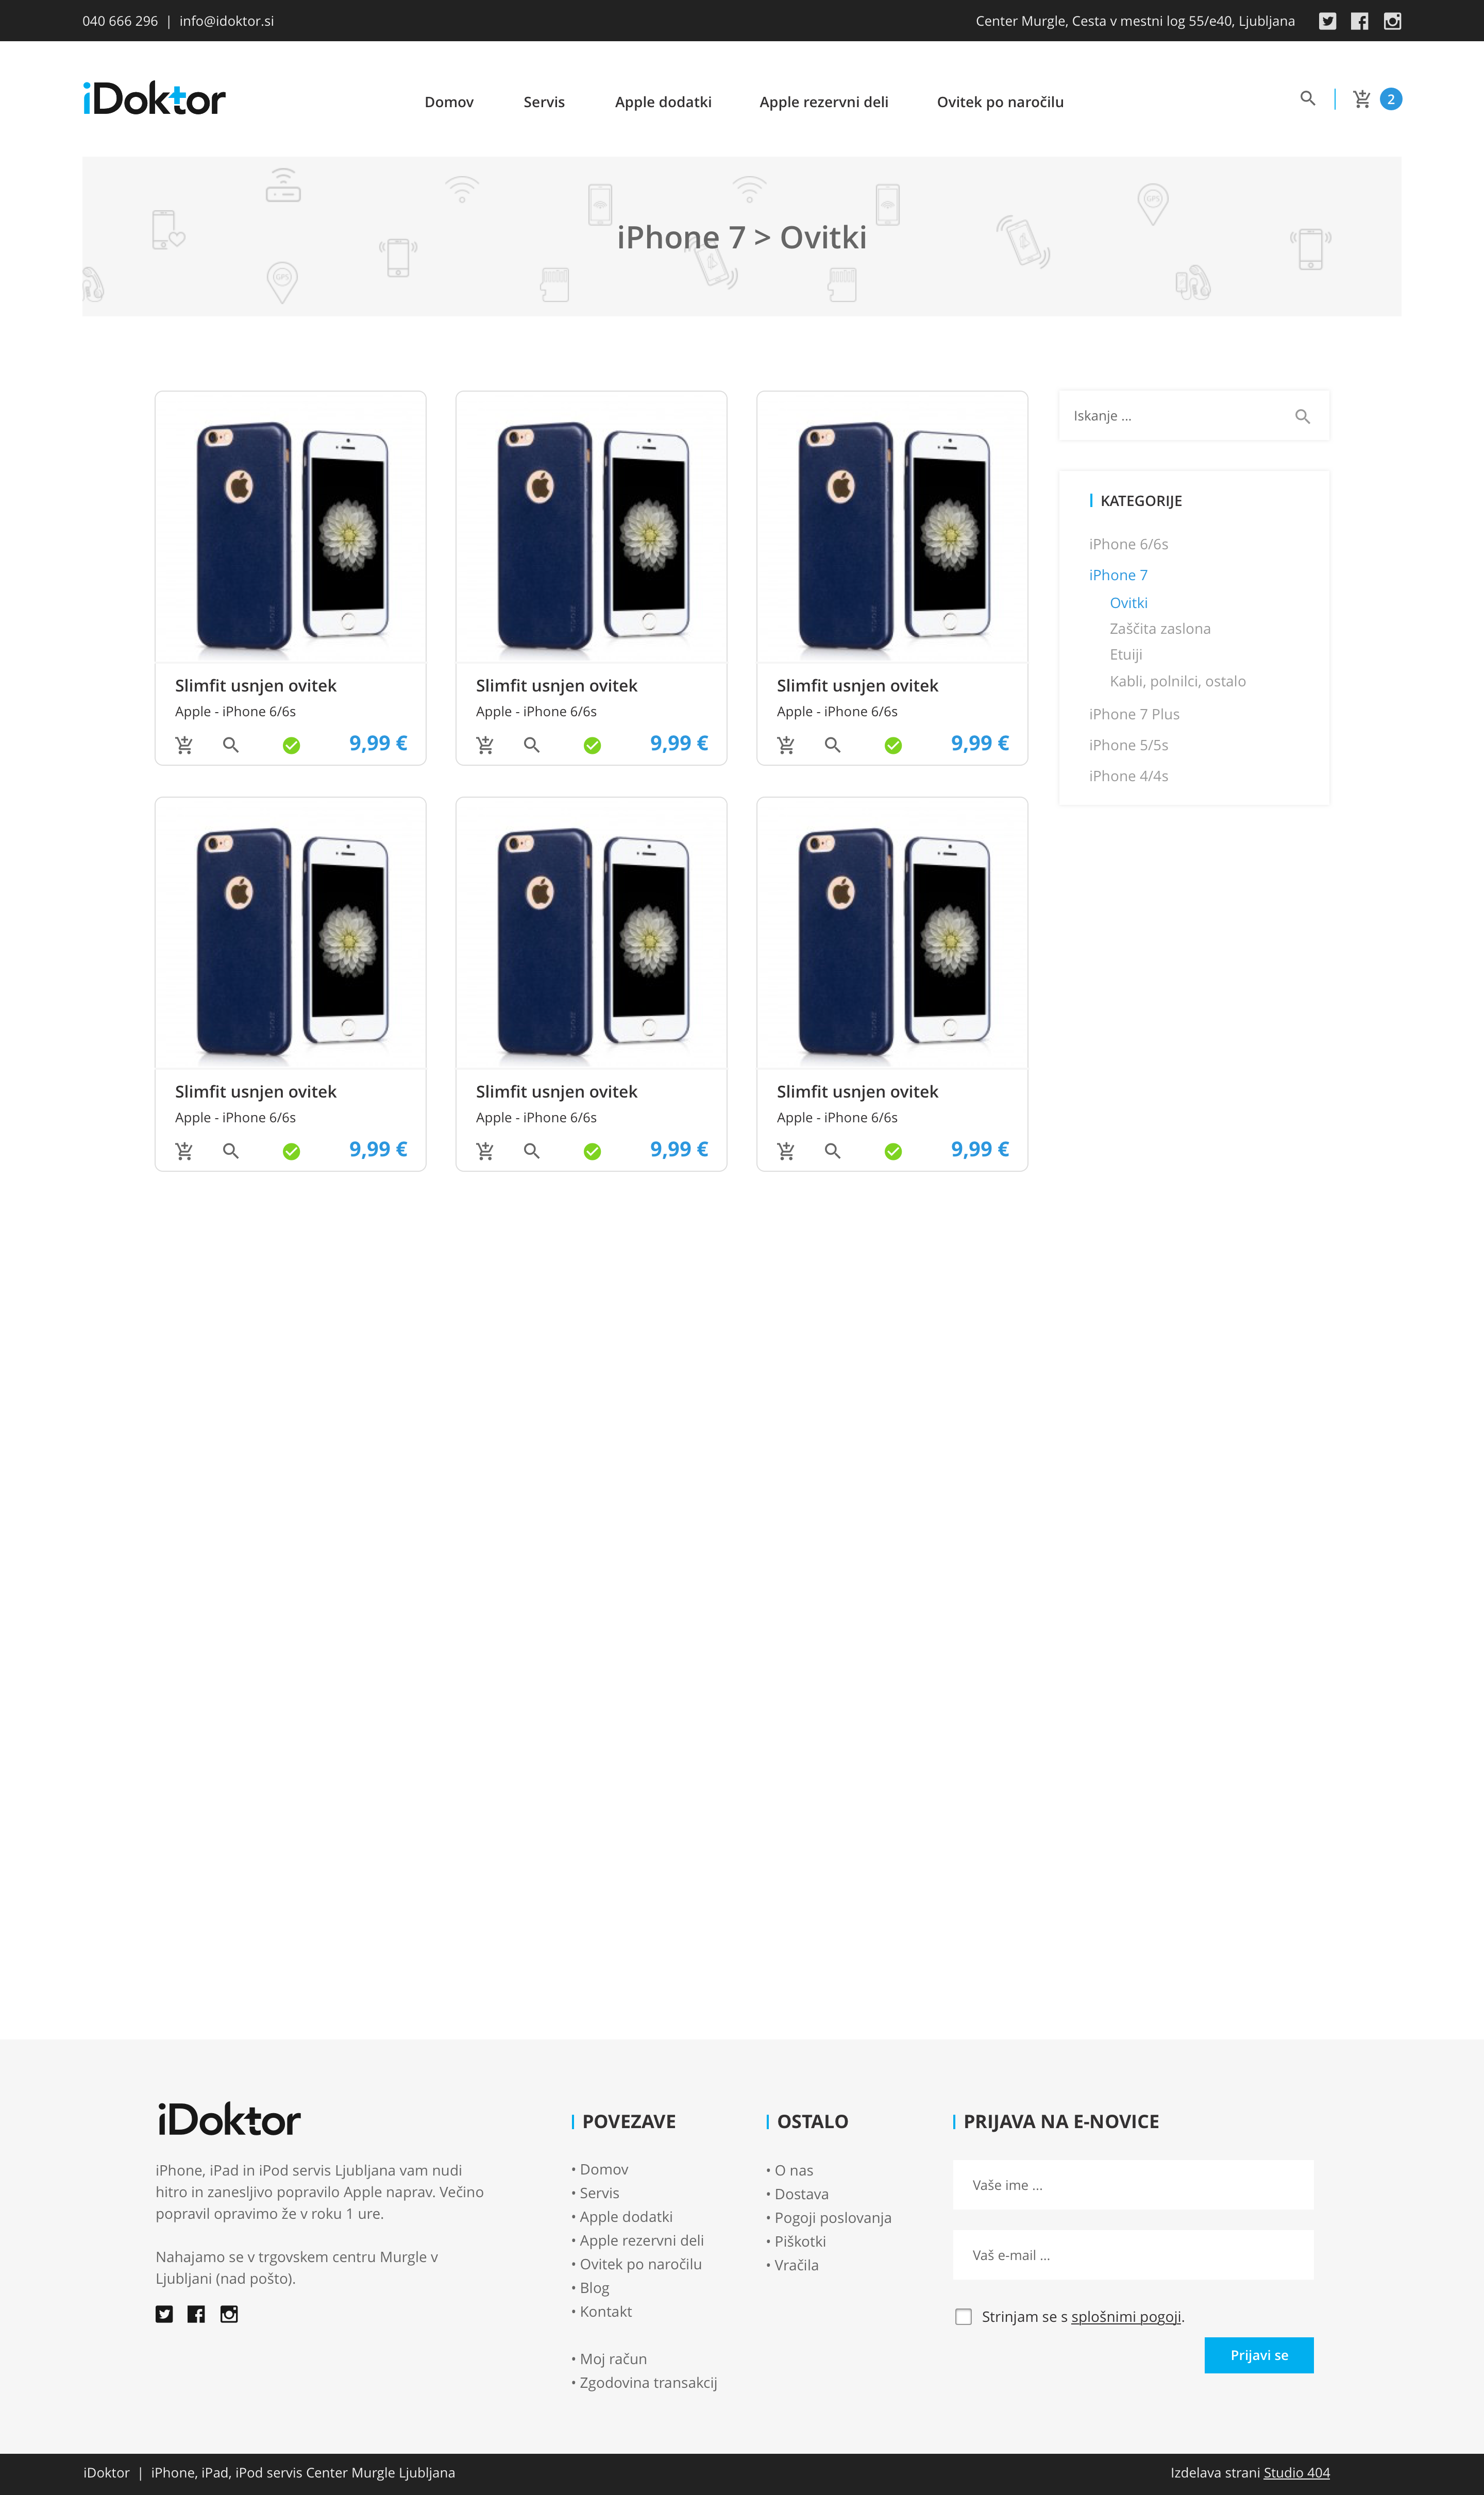 040 666 296 | info@idoktor.si
Center Murgle, Cesta v mestni log 55/e40, Ljubljana
iDoktor
Domov
Servis
Apple dodatki
Apple rezervni deli
Ovitek po naročilu
2
iPhone 7 > Ovitki
Iskanje ...
KATEGORIJE
iPhone 6/6s
iPhone 7
Ovitki
Zaščita zaslona
Etuiji
Kabli, polnilci, ostalo
iPhone 7 Plus
iPhone 5/5s
iPhone 4/4s
Slimfit usnjen ovitek
Apple - iPhone 6/6s
9,99 €
Slimfit usnjen ovitek
Apple - iPhone 6/6s
9,99 €
Slimfit usnjen ovitek
Apple - iPhone 6/6s
9,99 €
Slimfit usnjen ovitek
Apple - iPhone 6/6s
9,99 €
Slimfit usnjen ovitek
Apple - iPhone 6/6s
9,99 €
Slimfit usnjen ovitek
Apple - iPhone 6/6s
9,99 €
iDoktor
iPhone, iPad in iPod servis Ljubljana vam nudi
hitro in zanesljivo popravilo Apple naprav. Večino
popravil opravimo že v roku 1 ure.
Nahajamo se v trgovskem centru Murgle v
Ljubljani (nad pošto).
POVEZAVE
• Domov
• Servis
• Apple dodatki
• Apple rezervni deli
• Ovitek po naročilu
• Blog
• Kontakt
• Moj račun
• Zgodovina transakcij
OSTALO
• O nas
• Dostava
• Pogoji poslovanja
• Piškotki
• Vračila
PRIJAVA NA E-NOVICE
Vaše ime ...
Vaš e-mail ...
Strinjam se s splošnimi pogoji.
Prijavi se
iDoktor | iPhone, iPad, iPod servis Center Murgle Ljubljana
Izdelava strani Studio 404